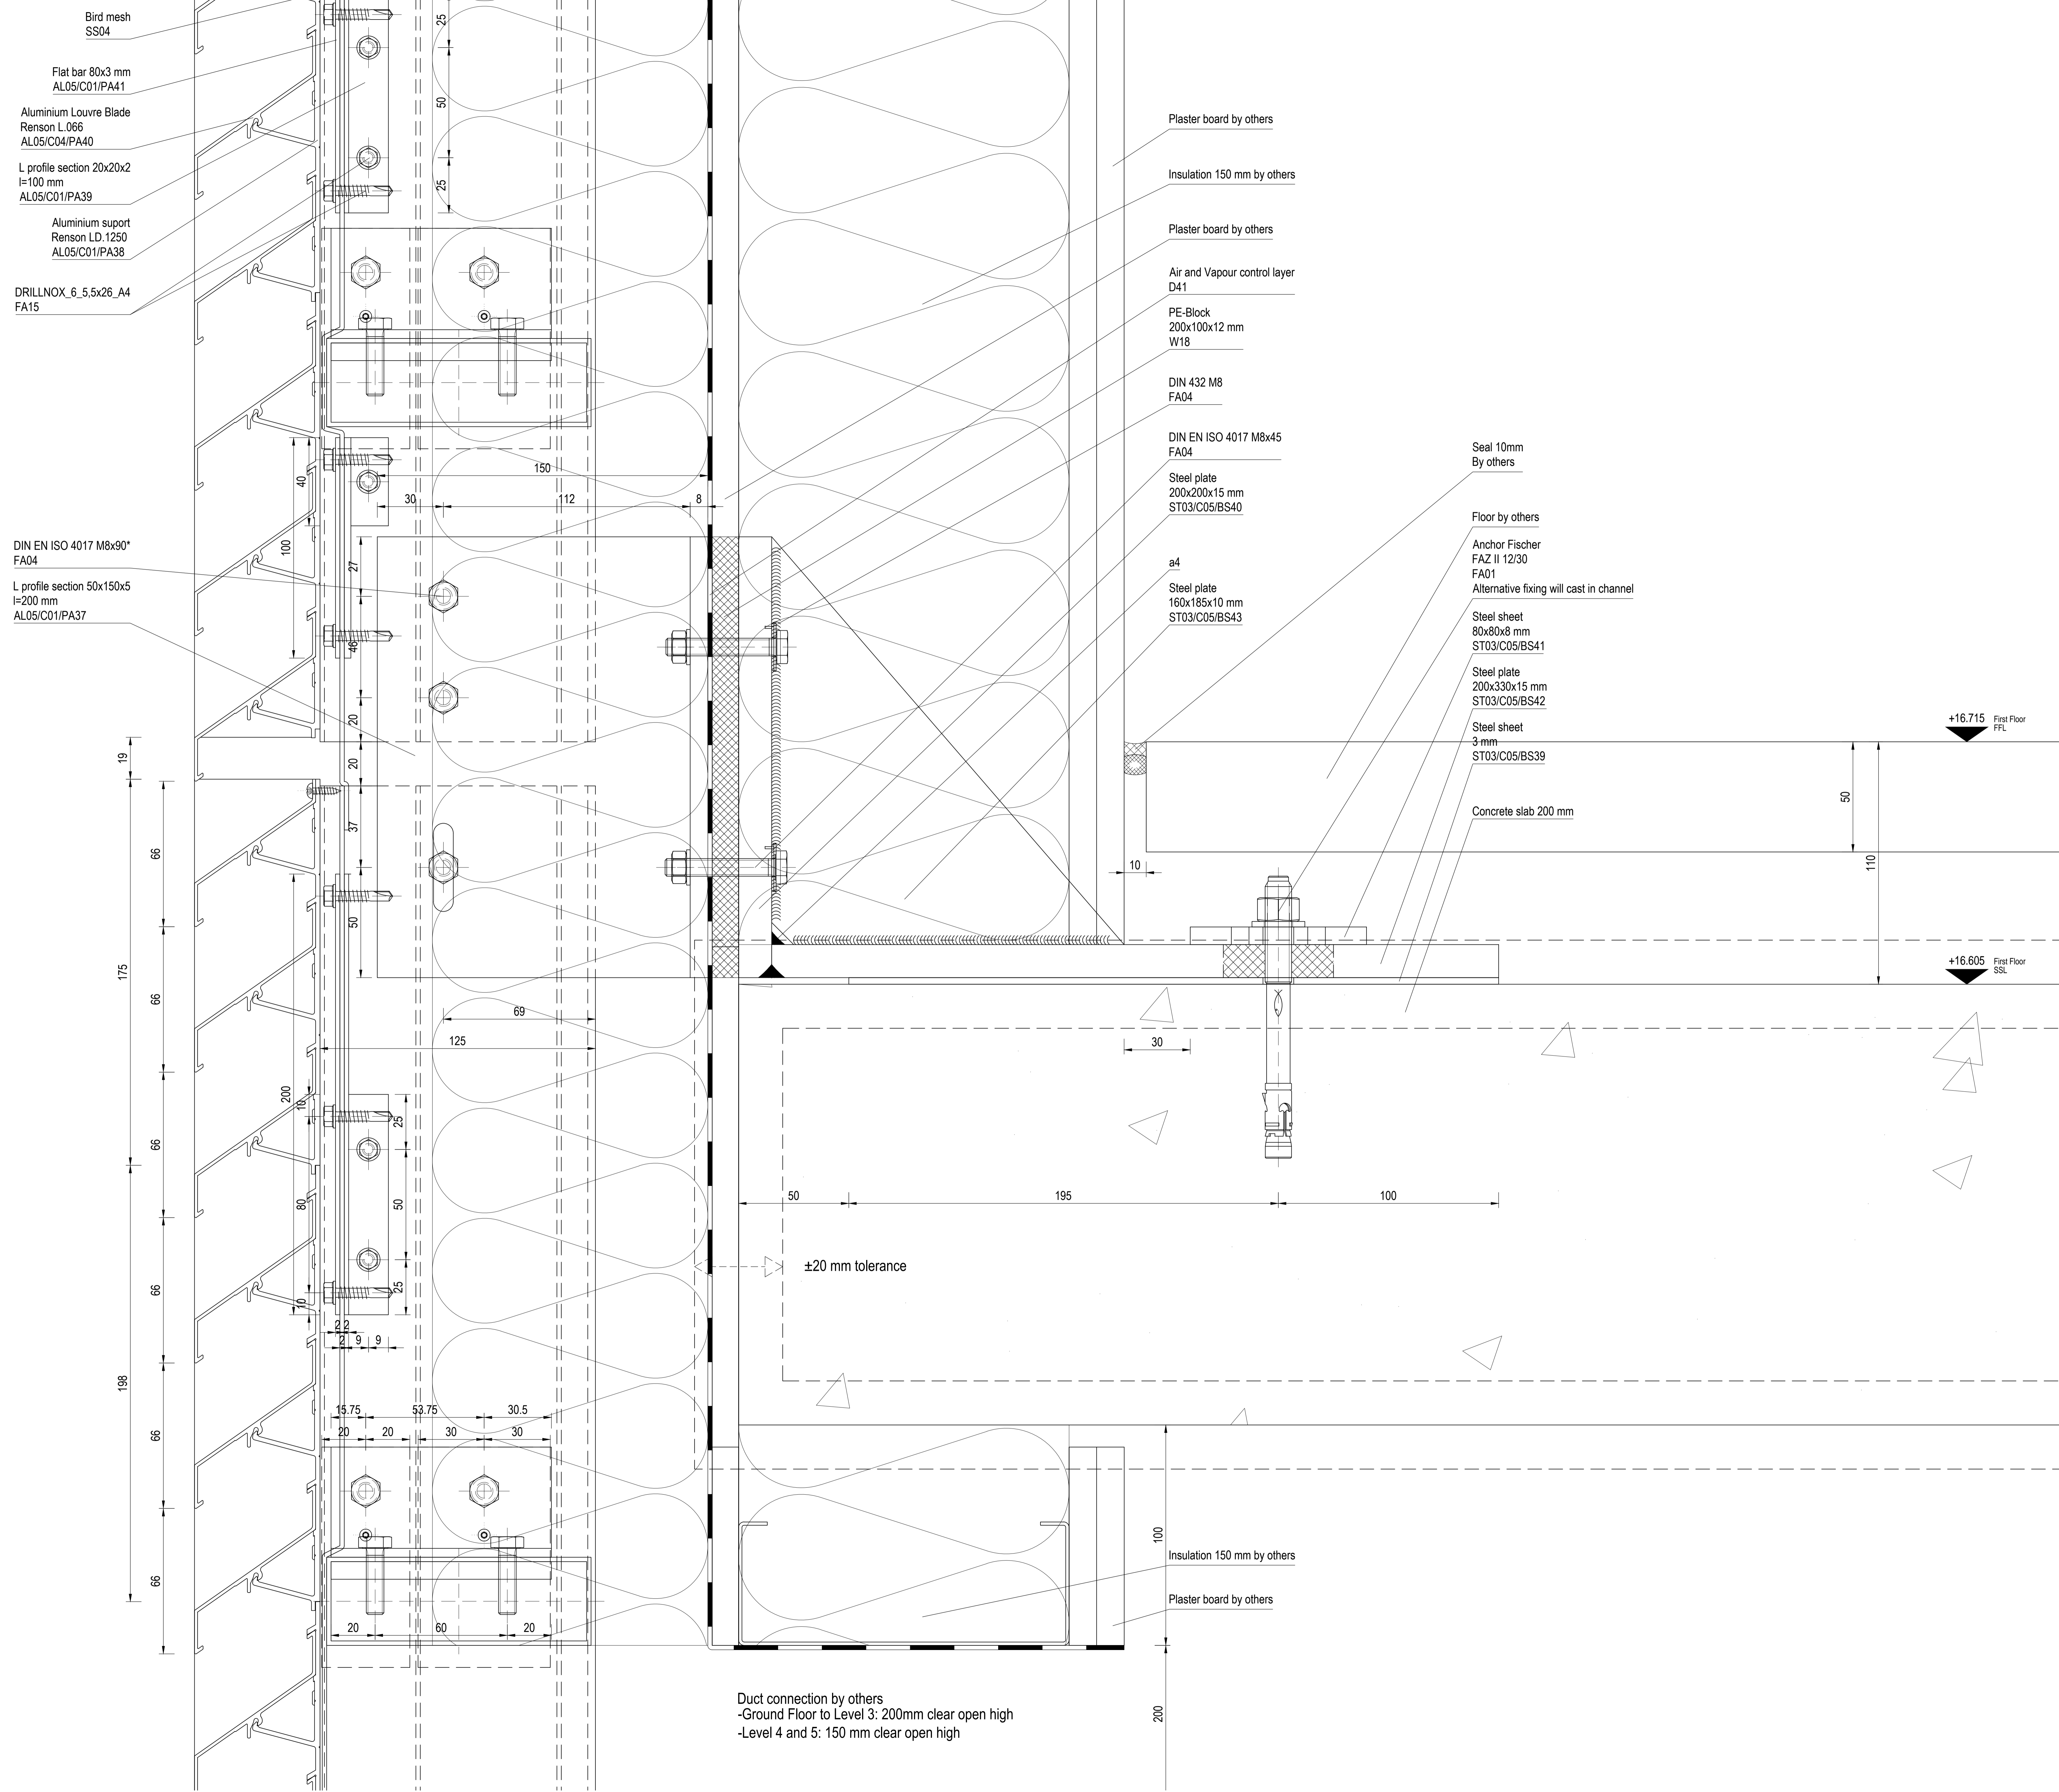 Bird mesh
SS04
Flat bar 80x3 mm
AL05/C01/PA41
Aluminium Louvre Blade
Renson L.066
AL05/C04/PA40
L profile section 20x20x2
l=100 mm
AL05/C01/PA39
Aluminium suport
Renson LD.1250
AL05/C01/PA38
DRILLNOX_6_5,5x26_A4
FA15
DIN EN ISO 4017 M8x90*
FA04
L profile section 50x150x5
l=200 mm
AL05/C01/PA37
25
50
25
150
30
112
8
40
100
27
46
20
20
37
50
19
175
198
66
66
66
66
66
66
69
125
200
10
80
10
25
50
25
2 2
2 9 9
15.75
53.75
30.5
20
20
30
30
20
60
20
Plaster board by others
Insulation 150 mm by others
Plaster board by others
Air and Vapour control layer
D41
PE-Block
200x100x12 mm
W18
DIN 432 M8
FA04
DIN EN ISO 4017 M8x45
FA04
Steel plate
200x200x15 mm
ST03/C05/BS40
a4
Steel plate
160x185x10 mm
ST03/C05/BS43
Seal 10mm
By others
Floor by others
Anchor Fischer
FAZ II 12/30
FA01
Alternative fixing will cast in channel
Steel sheet
80x80x8 mm
ST03/C05/BS41
Steel plate
200x330x15 mm
ST03/C05/BS42
Steel sheet
3 mm
ST03/C05/BS39
Concrete slab 200 mm
+16.715
First Floor
FFL
50
110
10
+16.605
First Floor
SSL
30
50
195
100
±20 mm tolerance
100
Insulation 150 mm by others
Plaster board by others
200
Duct connection by others
-Ground Floor to Level 3: 200mm clear open high
-Level 4 and 5: 150 mm clear open high